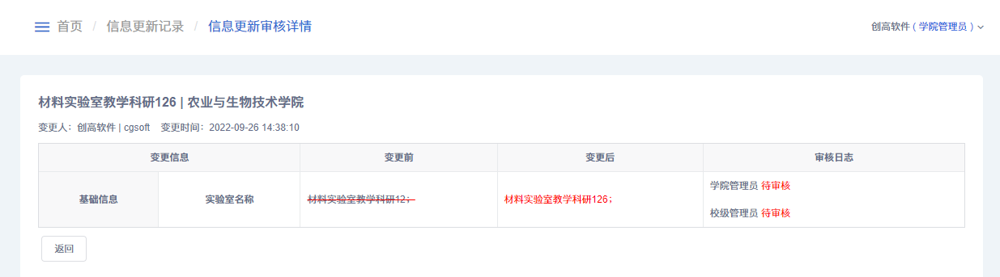 首页 / 信息更新记录 / 信息更新审核详情
创高软件 ( 学院管理员 )
材料实验室教学科研126 | 农业与生物技术学院
变更人：创高软件 | cgsoft 变更时间：2022-09-26 14:38:10
变更信息 变更前 变更后 审核日志
基础信息 实验室名称 材料实验室教学科研12； 材料实验室教学科研126；
学院管理员 待审核
校级管理员 待审核
返回